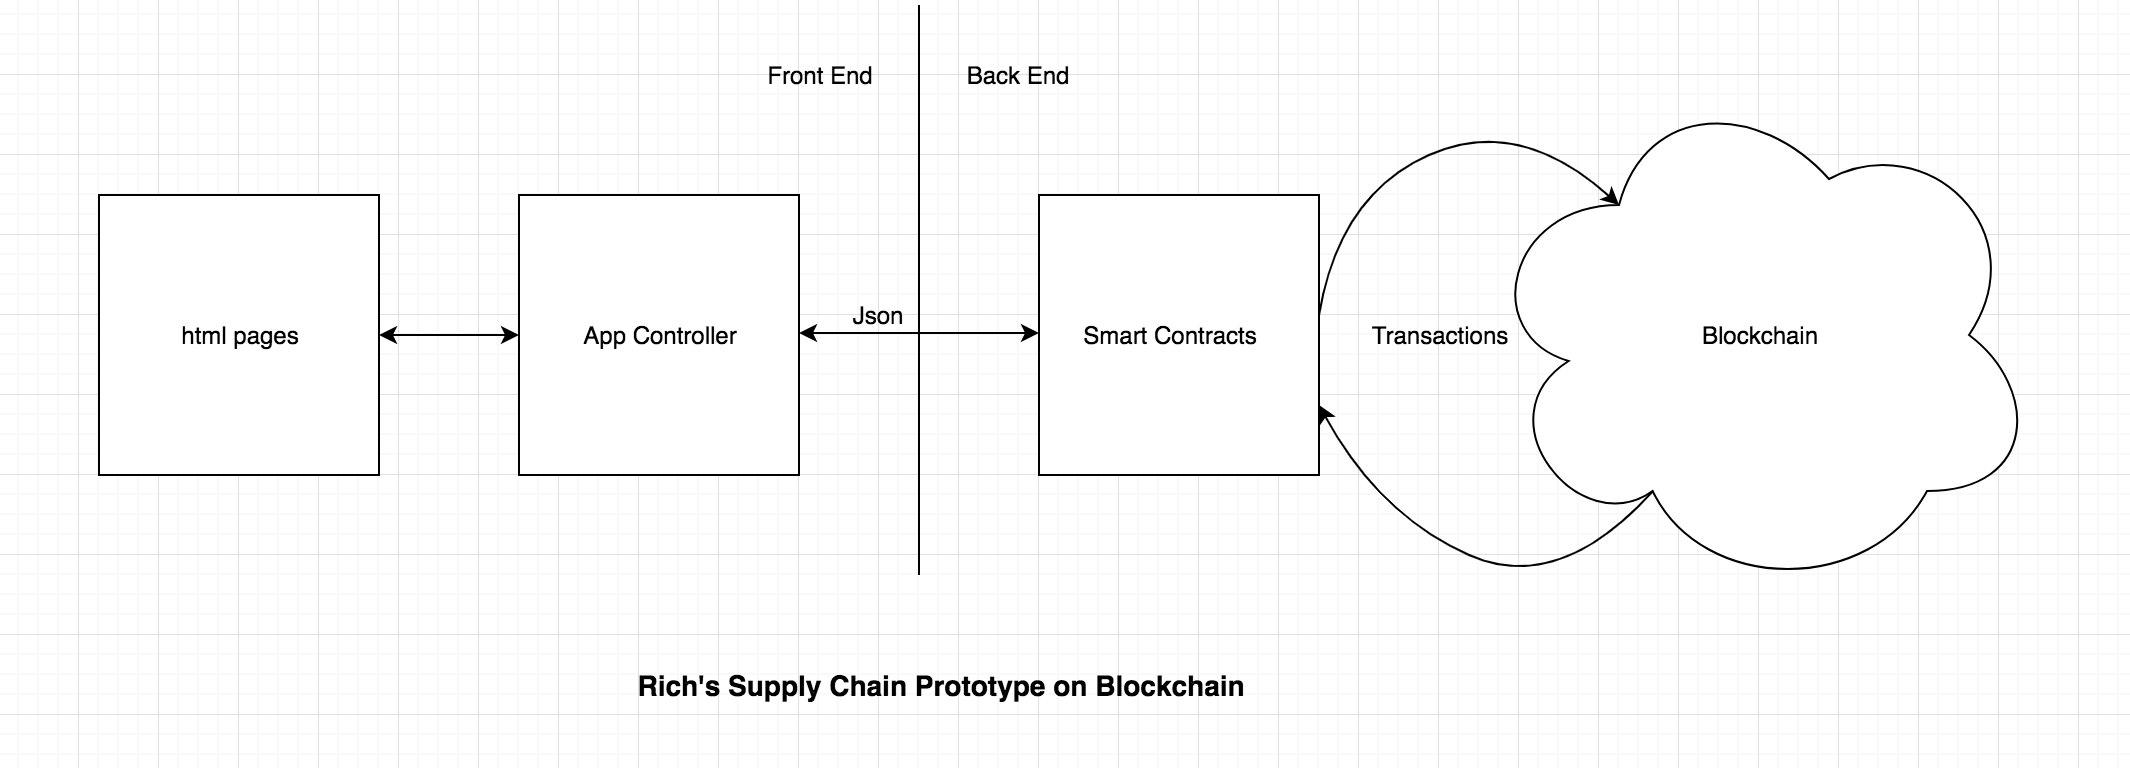 Front End
Back End
html pages
App Controller
Json
Smart Contracts
Transactions
Blockchain
Rich's Supply Chain Prototype on Blockchain